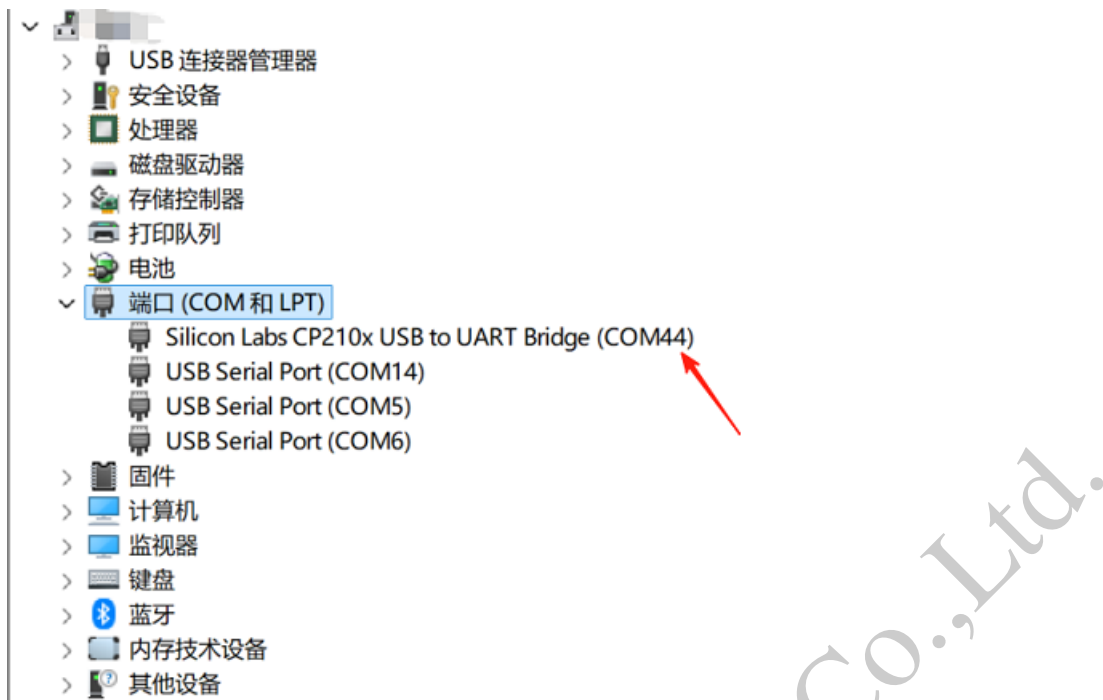 USB 连接器管理器
安全设备
处理器
磁盘驱动器
存储控制器
打印队列
电池
端口 (COM 和 LPT)
Silicon Labs CP210x USB to UART Bridge (COM44)
USB Serial Port (COM14)
USB Serial Port (COM5)
USB Serial Port (COM6)
固件
计算机
监视器
键盘
蓝牙
内存技术设备
其他设备
Co.,Ltd.